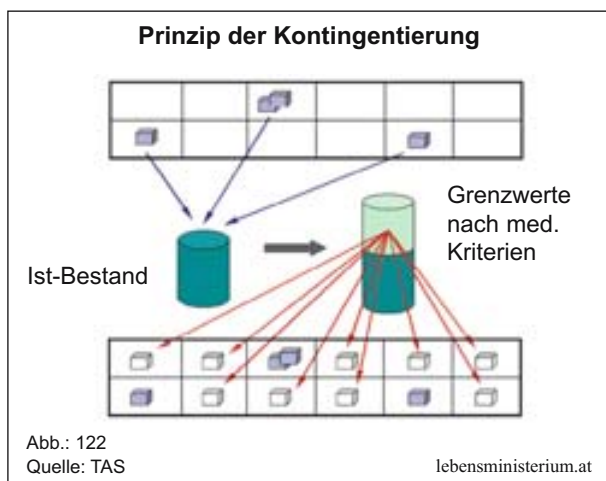 Prinzip der Kontingentierung
Grenzwerte
nach med.
Kriterien
Ist-Bestand
Abb.: 122
Quelle: TAS
lebensministerium.at